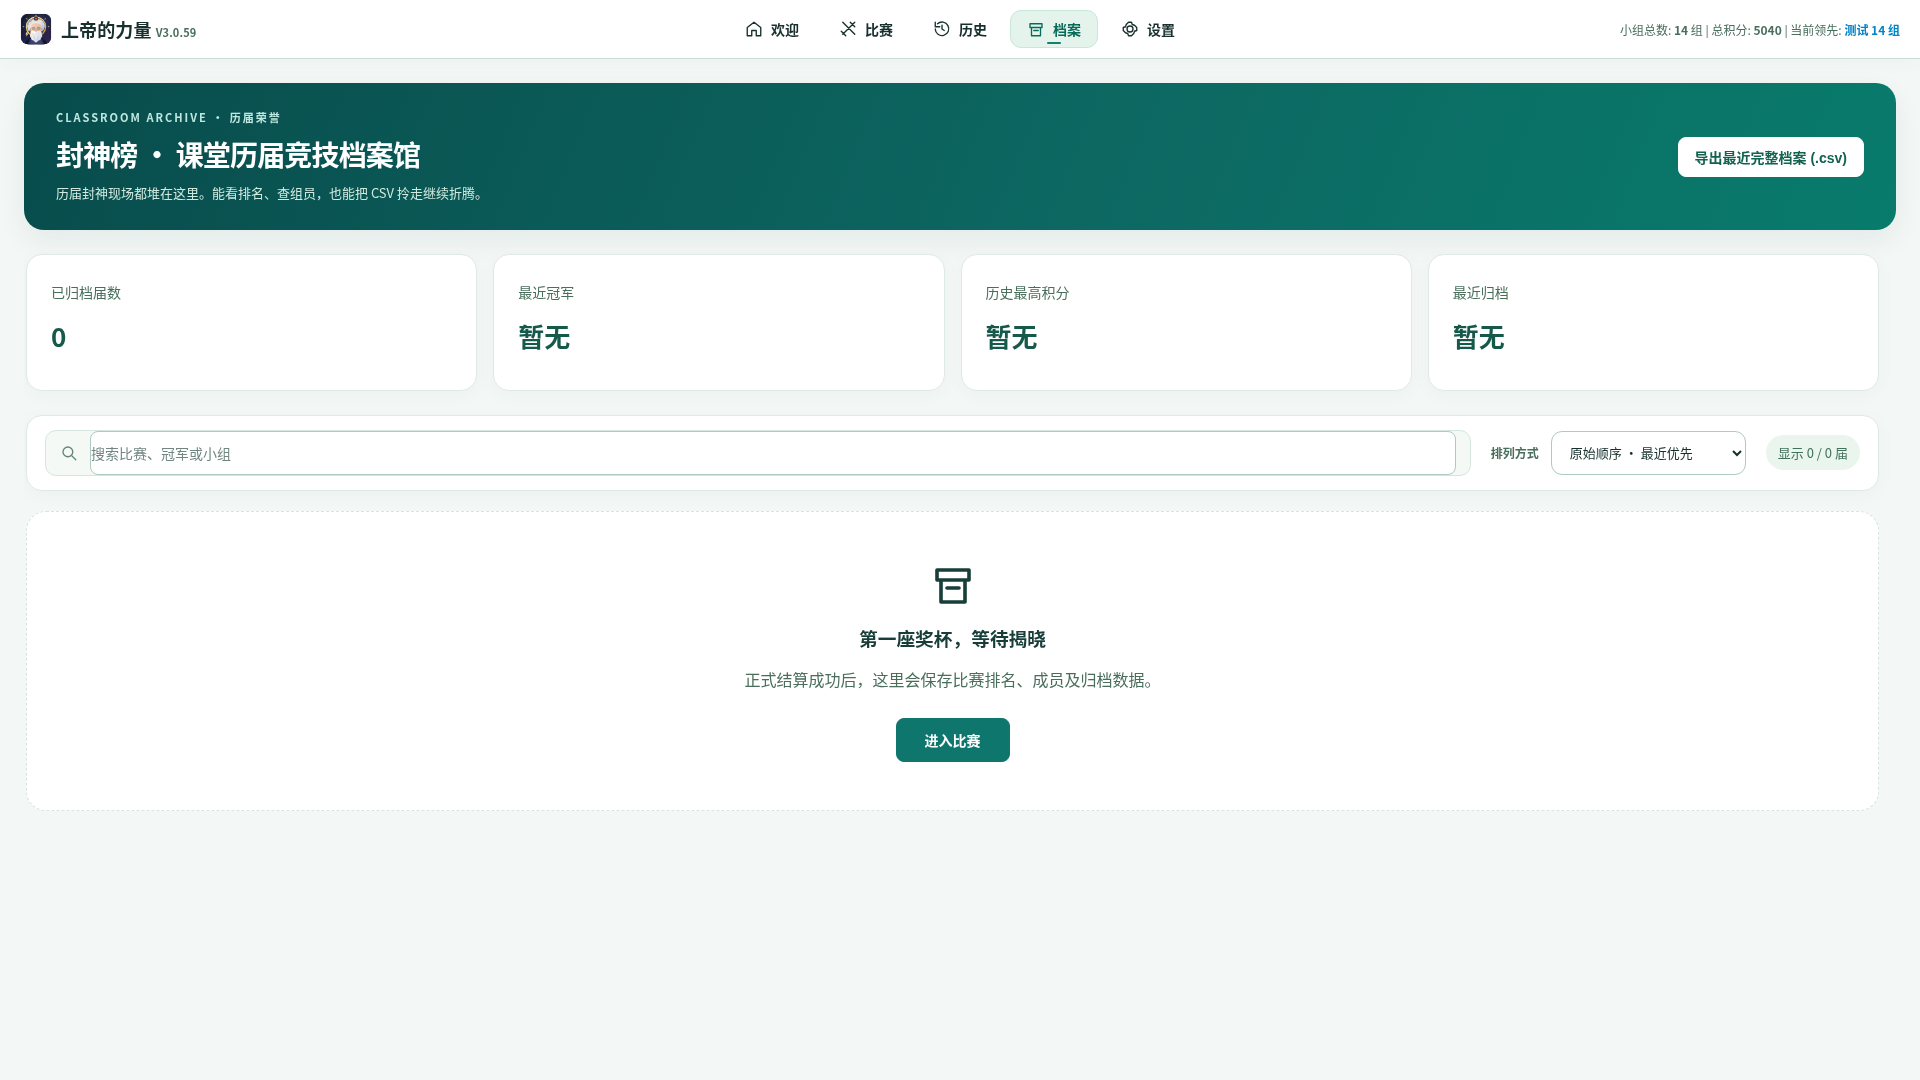 上帝的力量 V3.0.59
欢迎
比赛
历史
档案
设置
小组总数: 14 组 | 总积分: 5040 | 当前领先: 测试 14 组
CLASSROOM ARCHIVE · 历届荣誉
封神榜 · 课堂历届竞技档案馆
历届封神现场都堆在这里。能看排名、查组员，也能把 CSV 拎走继续折腾。
导出最近完整档案 (.csv)
已归档届数
0
最近冠军
暂无
历史最高积分
暂无
最近归档
暂无
搜索比赛、冠军或小组
排列方式
原始顺序 · 最近优先
显示 0 / 0 届
第一座奖杯，等待揭晓
正式结算成功后，这里会保存比赛排名、成员及归档数据。
进入比赛